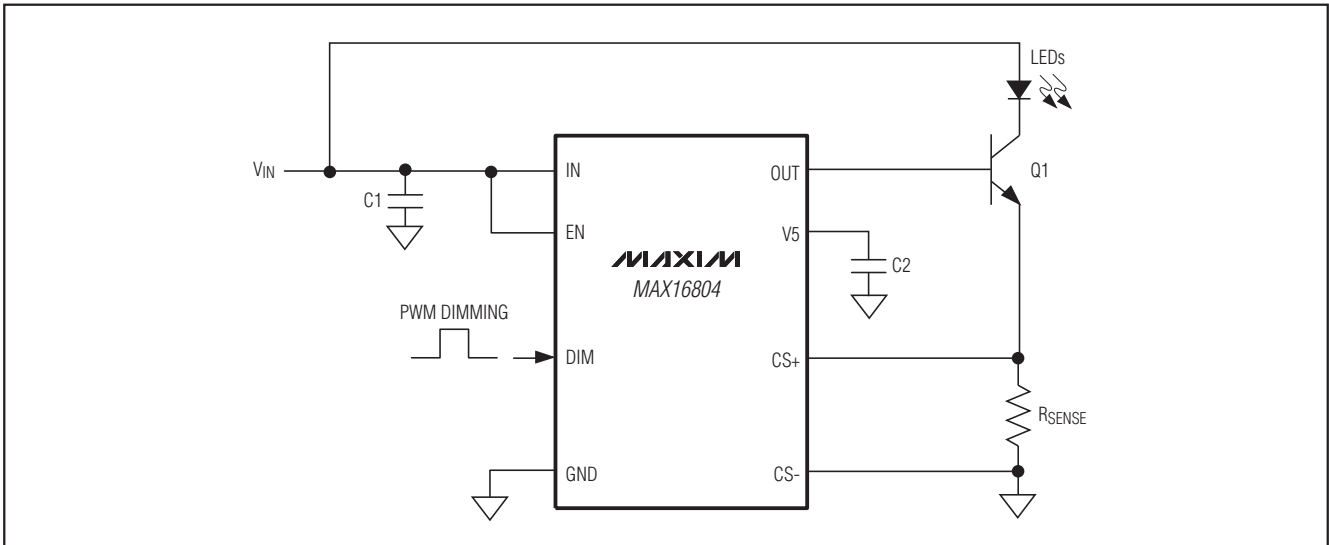 LEDs
VIN
IN
OUT
Q1
C1
EN
V5
MAXIM
C2
MAX16804
PWM DIMMING
DIM
CS+
RSENSE
GND
CS-